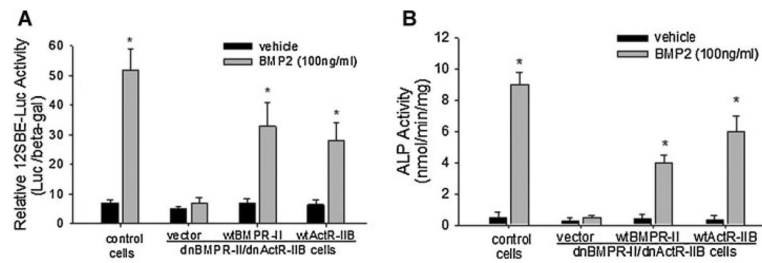 A
vehicle
BMP2 (100ng/ml)
Relative 12SBE-Luc Activity
(Luc /beta-gal)
60
50
40
30
20
10
0
*
*
*
control
cells
vector
wtBMPR-II
wtActR-IIB
dnBMPR-II/dnActR-IIB cells
B
vehicle
BMP2 (100ng/ml)
ALP Activity
(nmol/min/mg)
12
10
8
6
4
2
0
*
*
*
control
cells
vector
wtBMPR-II
wtActR-IIB
dnBMPR-II/dnActR-IIB cells